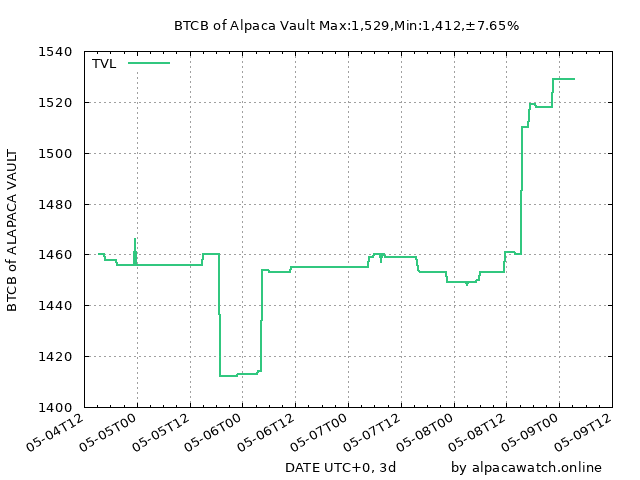 BTCB of Alpaca Vault Max:1,529,Min:1,412,±7.65%
TVL
BTCB of ALAPACA VAULT
1540
1520
1500
1480
1460
1440
1420
1400
05-04T12
05-05T00
05-05T12
05-06T00
05-06T12
05-07T00
05-07T12
05-08T00
05-08T12
05-09T00
05-09T12
DATE UTC+0, 3d
by alpacawatch.online